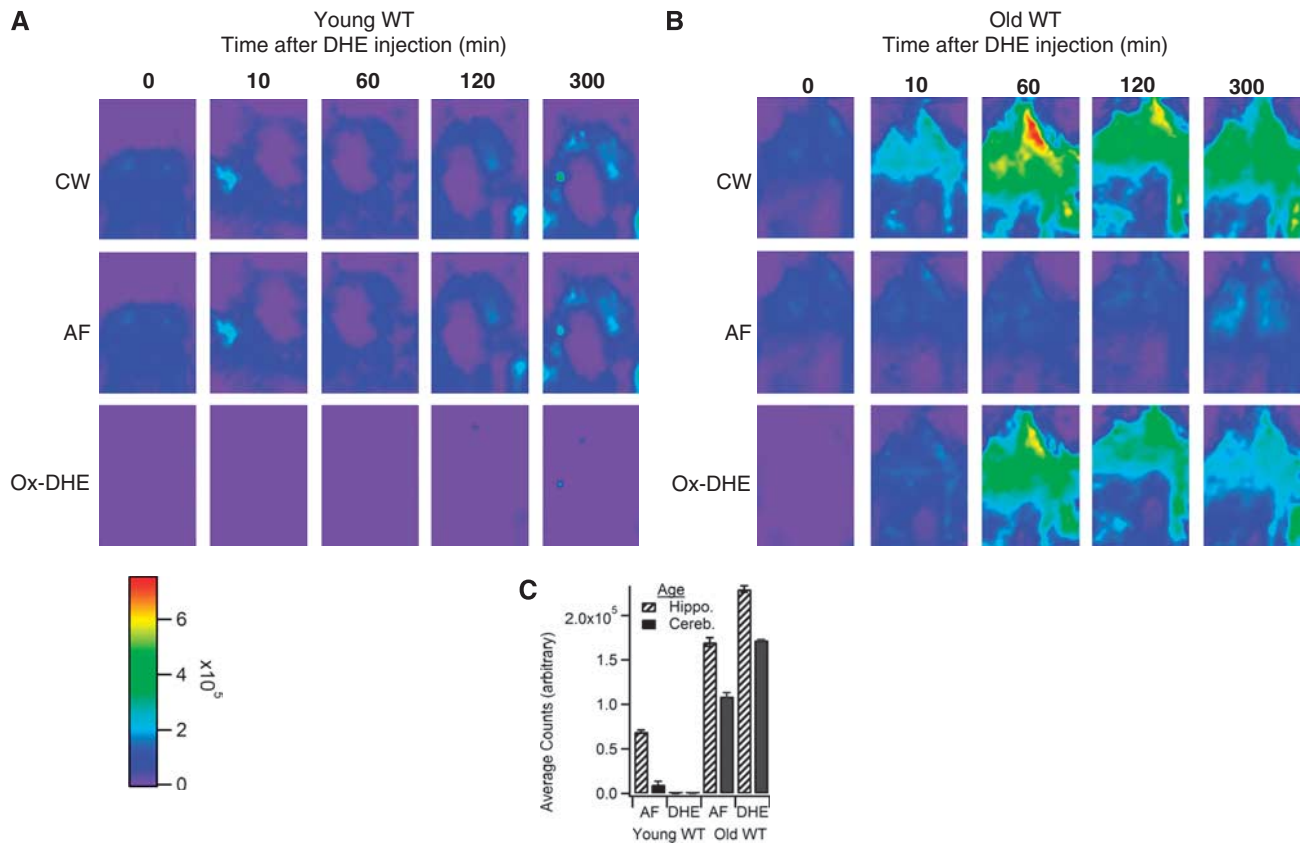 A
Young WT
Time after DHE injection (min)
0 10 60 120 300
CW
AF
Ox-DHE
B
Old WT
Time after DHE injection (min)
0 10 60 120 300
CW
AF
Ox-DHE
6
4
2
0
x10^5
C
Age
Hippo.
Cereb.
Average Counts (arbitrary)
2.0x10^5
1.5
1.0
0.5
0.0
AF DHE AF DHE
Young WT Old WT